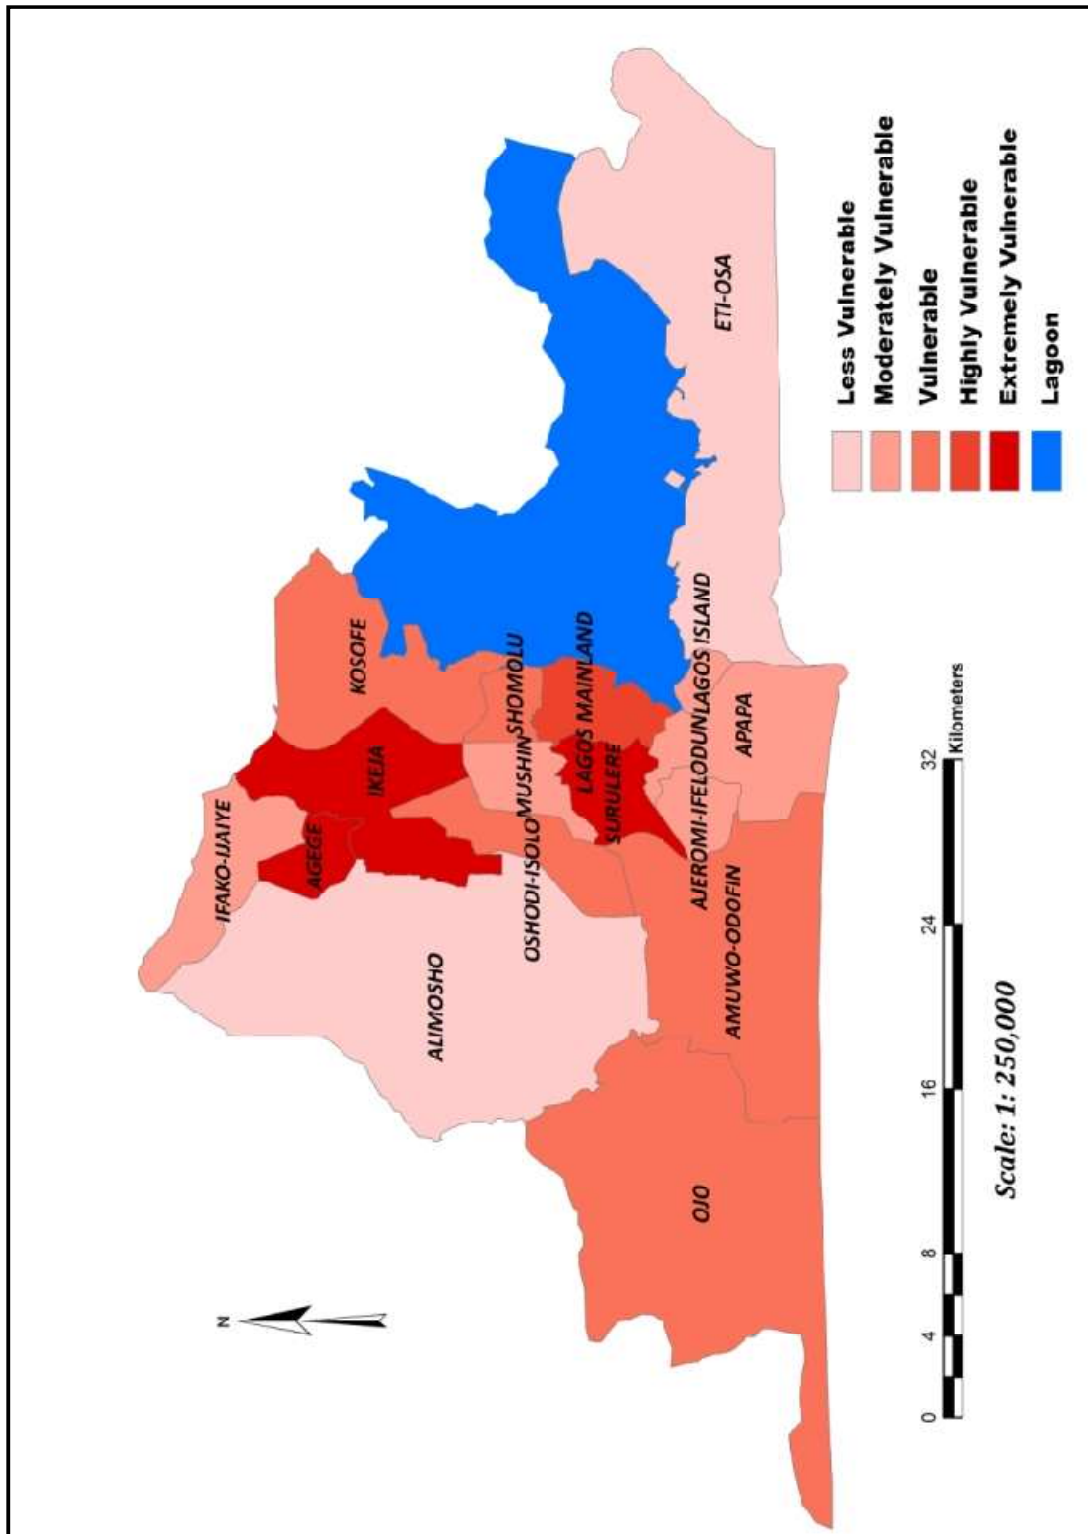 N
IFAKO-IJAIYE
AGEGE
IKEJA
KOSOFE
ALIMOSHO
OSHODI-ISOLO
MUSHIN
SHOMOLU
LAGOS MAINLAND
SURULERE
OJO
AMUWO-ODOFIN
AJEROMI-IFELODUN
LAGOS ISLAND
APAPA
ETI-OSA
Less Vulnerable
Moderately Vulnerable
Vulnerable
Highly Vulnerable
Extremely Vulnerable
Lagoon
0 4 8 16 24 32
Kilometers
Scale: 1: 250,000